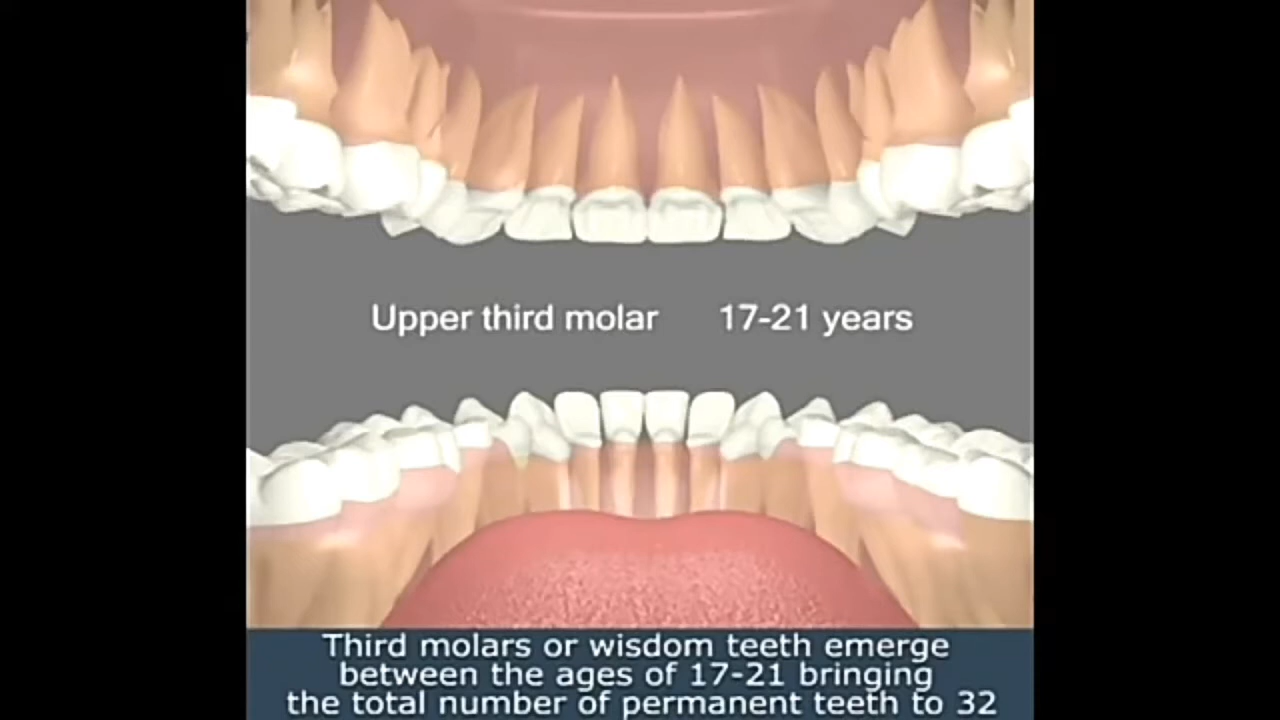 Upper third molar 17-21 years
Third molars or wisdom teeth emerge
between the ages of 17-21 bringing
the total number of permanent teeth to 32